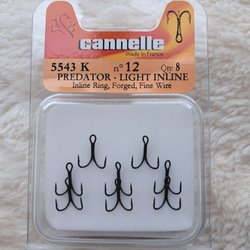 cannelle
made in France
5543 K n° 12 Qty. 8
PREDATOR - LIGHT INLINE
Inline Ring, Forged, Fine Wire